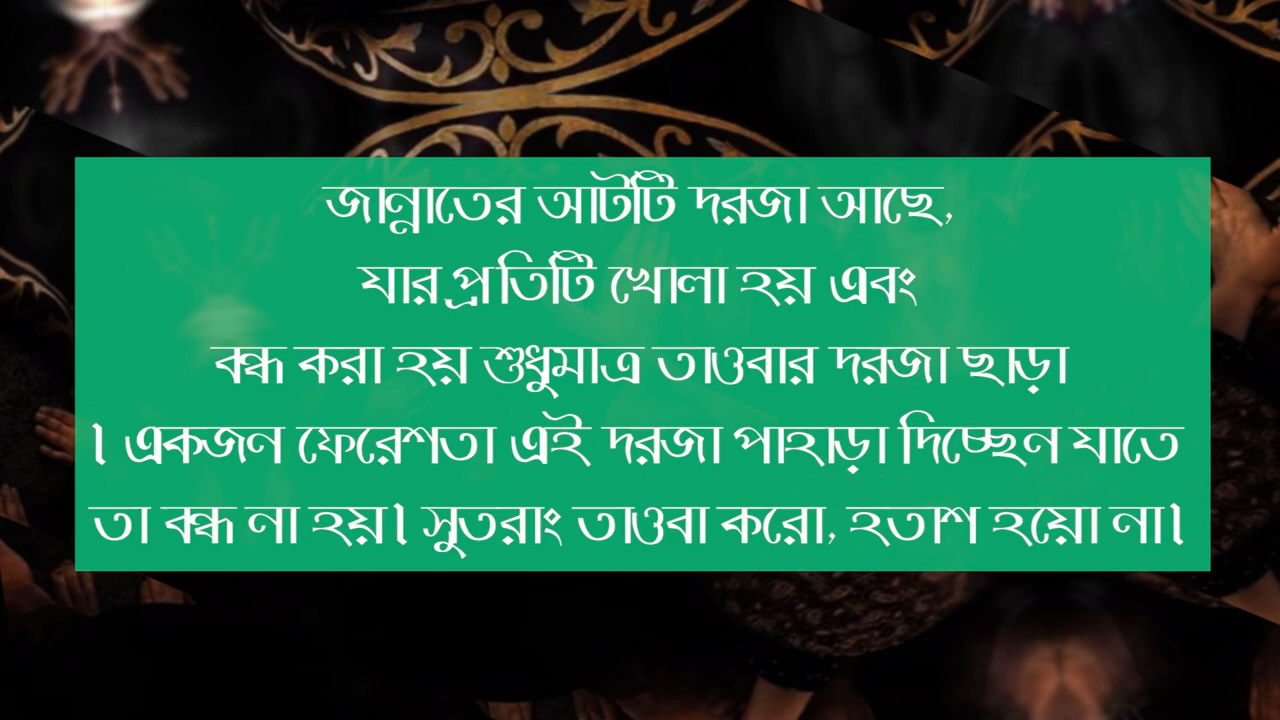 জান্নাতের আটটি দরজা আছে,
যার প্রতিটি খোলা হয় এবং
বন্ধ করা হয় শুধুমাত্র তাওবার দরজা ছাড়া
। একজন ফেরেশতা এই দরজা পাহাড়া দিচ্ছেন যাতে
তা বন্ধ না হয়। সুতরাং তাওবা করো, হতাশ হয়ো না।